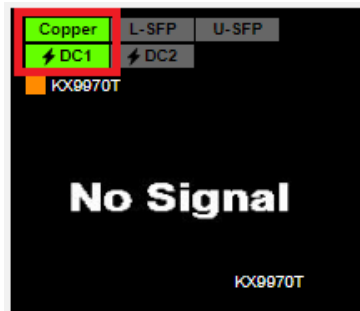 Copper L-SFP U-SFP
DC1 DC2
KX9970T
No Signal
KX9970T